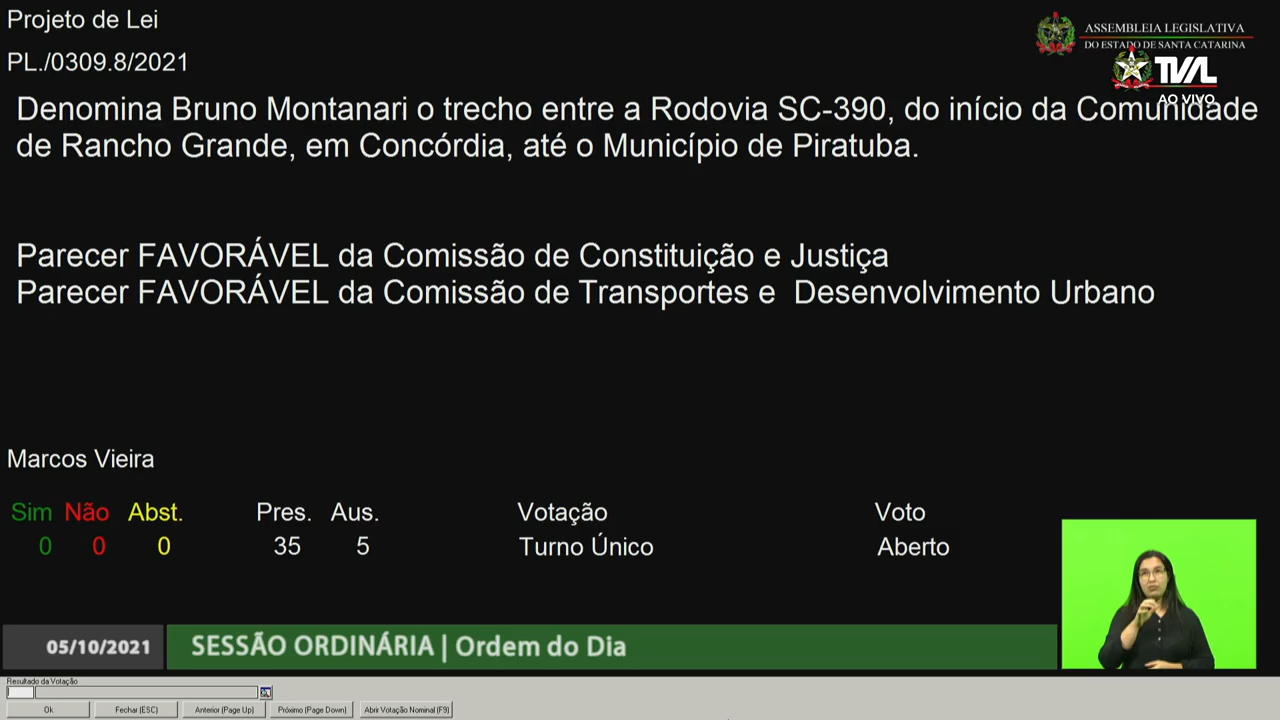 Projeto de Lei
ASSEMBLEIA LEGISLATIVA
DO ESTADO DE SANTA CATARINA
PL./0309.8/2021
TVAL
AO VIVO
Denomina Bruno Montanari o trecho entre a Rodovia SC-390, do início da Comunidade
de Rancho Grande, em Concórdia, até o Município de Piratuba.
Parecer FAVORÁVEL da Comissão de Constituição e Justiça
Parecer FAVORÁVEL da Comissão de Transportes e  Desenvolvimento Urbano
Marcos Vieira
Sim Não Abst. Pres. Aus. Votação Voto
0 0 0 35 5 Turno Único Aberto
05/10/2021 SESSÃO ORDINÁRIA | Ordem do Dia
Resultado da Votação
Ok Fechar (ESC) Anterior (Page Up) Próximo (Page Down) Abrir Votação Nominal (F9)